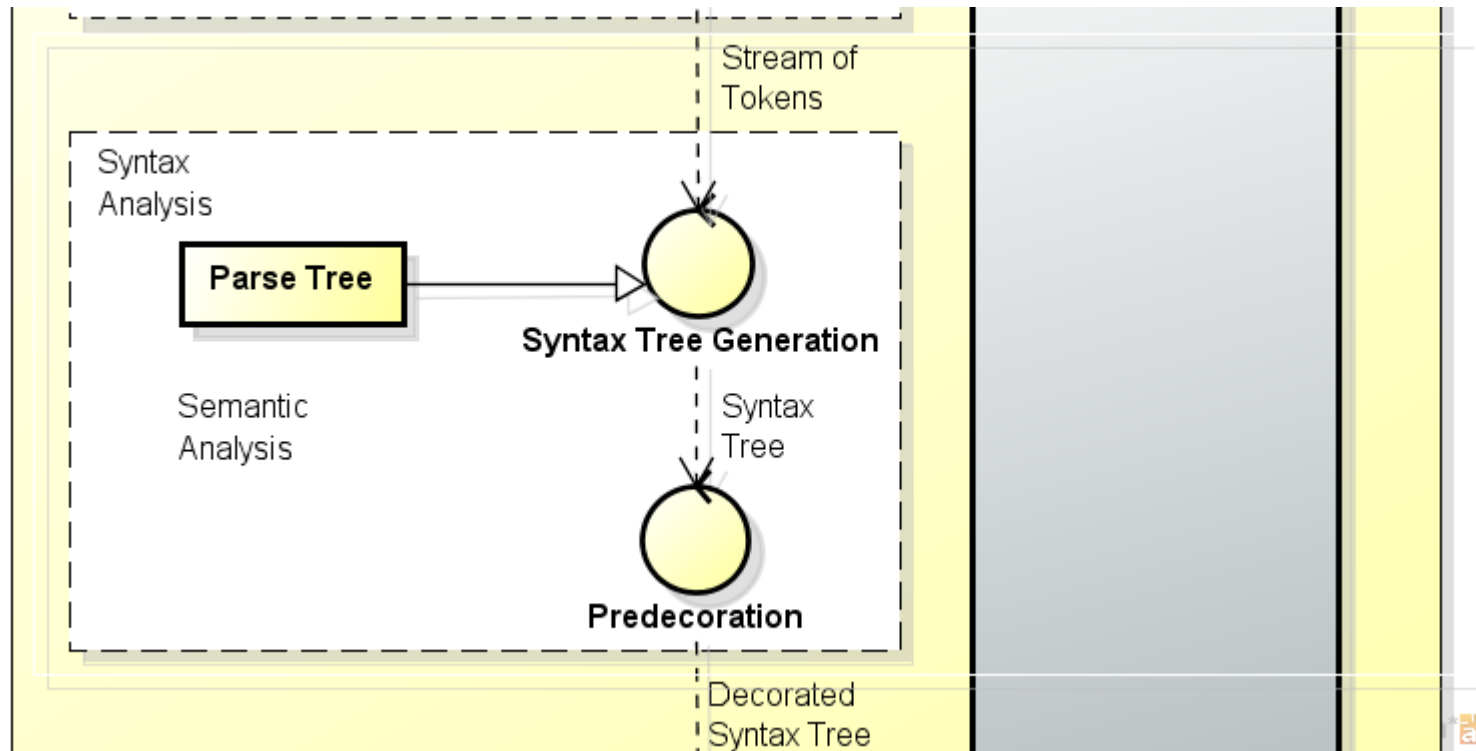 Stream of
Tokens
Syntax
Analysis
Parse Tree
Syntax Tree Generation
Semantic
Analysis
Syntax
Tree
Predecoration
Decorated
Syntax Tree